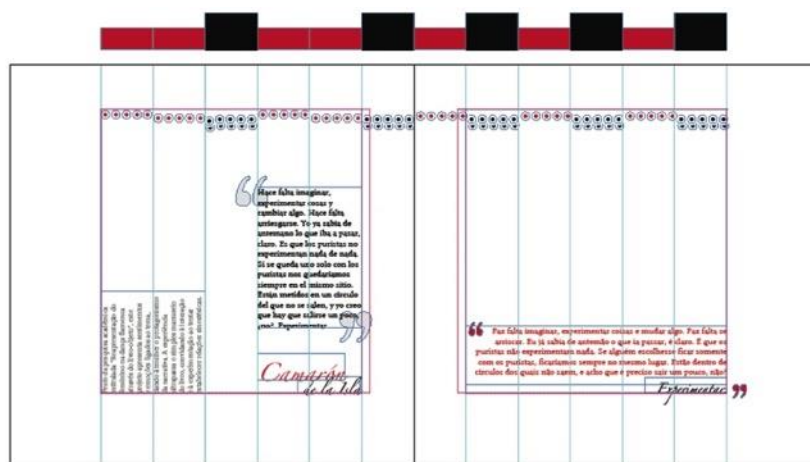 Hace falta imaginar,
experimentar cosas y
cambiar algo. Hace falta
arriesgarse. Yo ya sabía de
antemano lo que iba a pasar,
claro. Es que los puristas no
experimentan nada de nada.
Si se queda uno solo con los
puristas nos quedaríamos
siempre en el mismo sitio.
Están metidos en un círculo
del que no se salen, y yo creo
que hay que salirse un poco,
¿no? Experimentar
Camarón
de la Isla
Faz falta imaginar, experimentar coisas e mudar algo. Faz falta se
arriscar. Eu já sabia de antemão o que ia passar, é claro. É que os
puristas não experimentam nada. Se alguém escolhesse ficar somente
com os puristas, ficaríamos sempre no mesmo lugar. Estão dentro de
círculos dos quais não saem, e acho que é preciso sair um pouco, não?
Experimentar